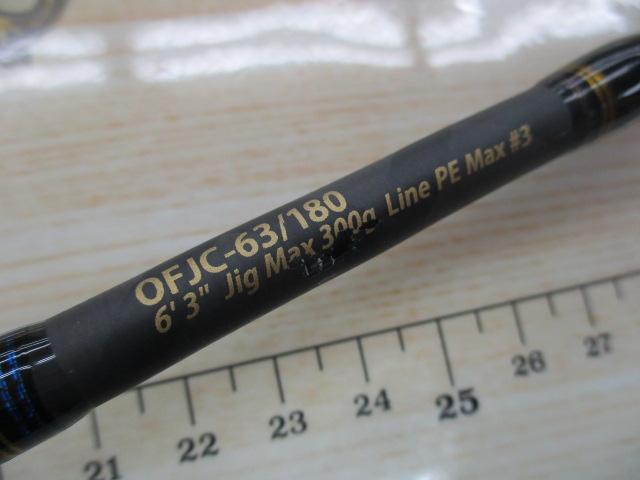 OFJC-63/180
6' 3" Jig Max 300g Line PE Max #3
21 22 23 24 25 26 27